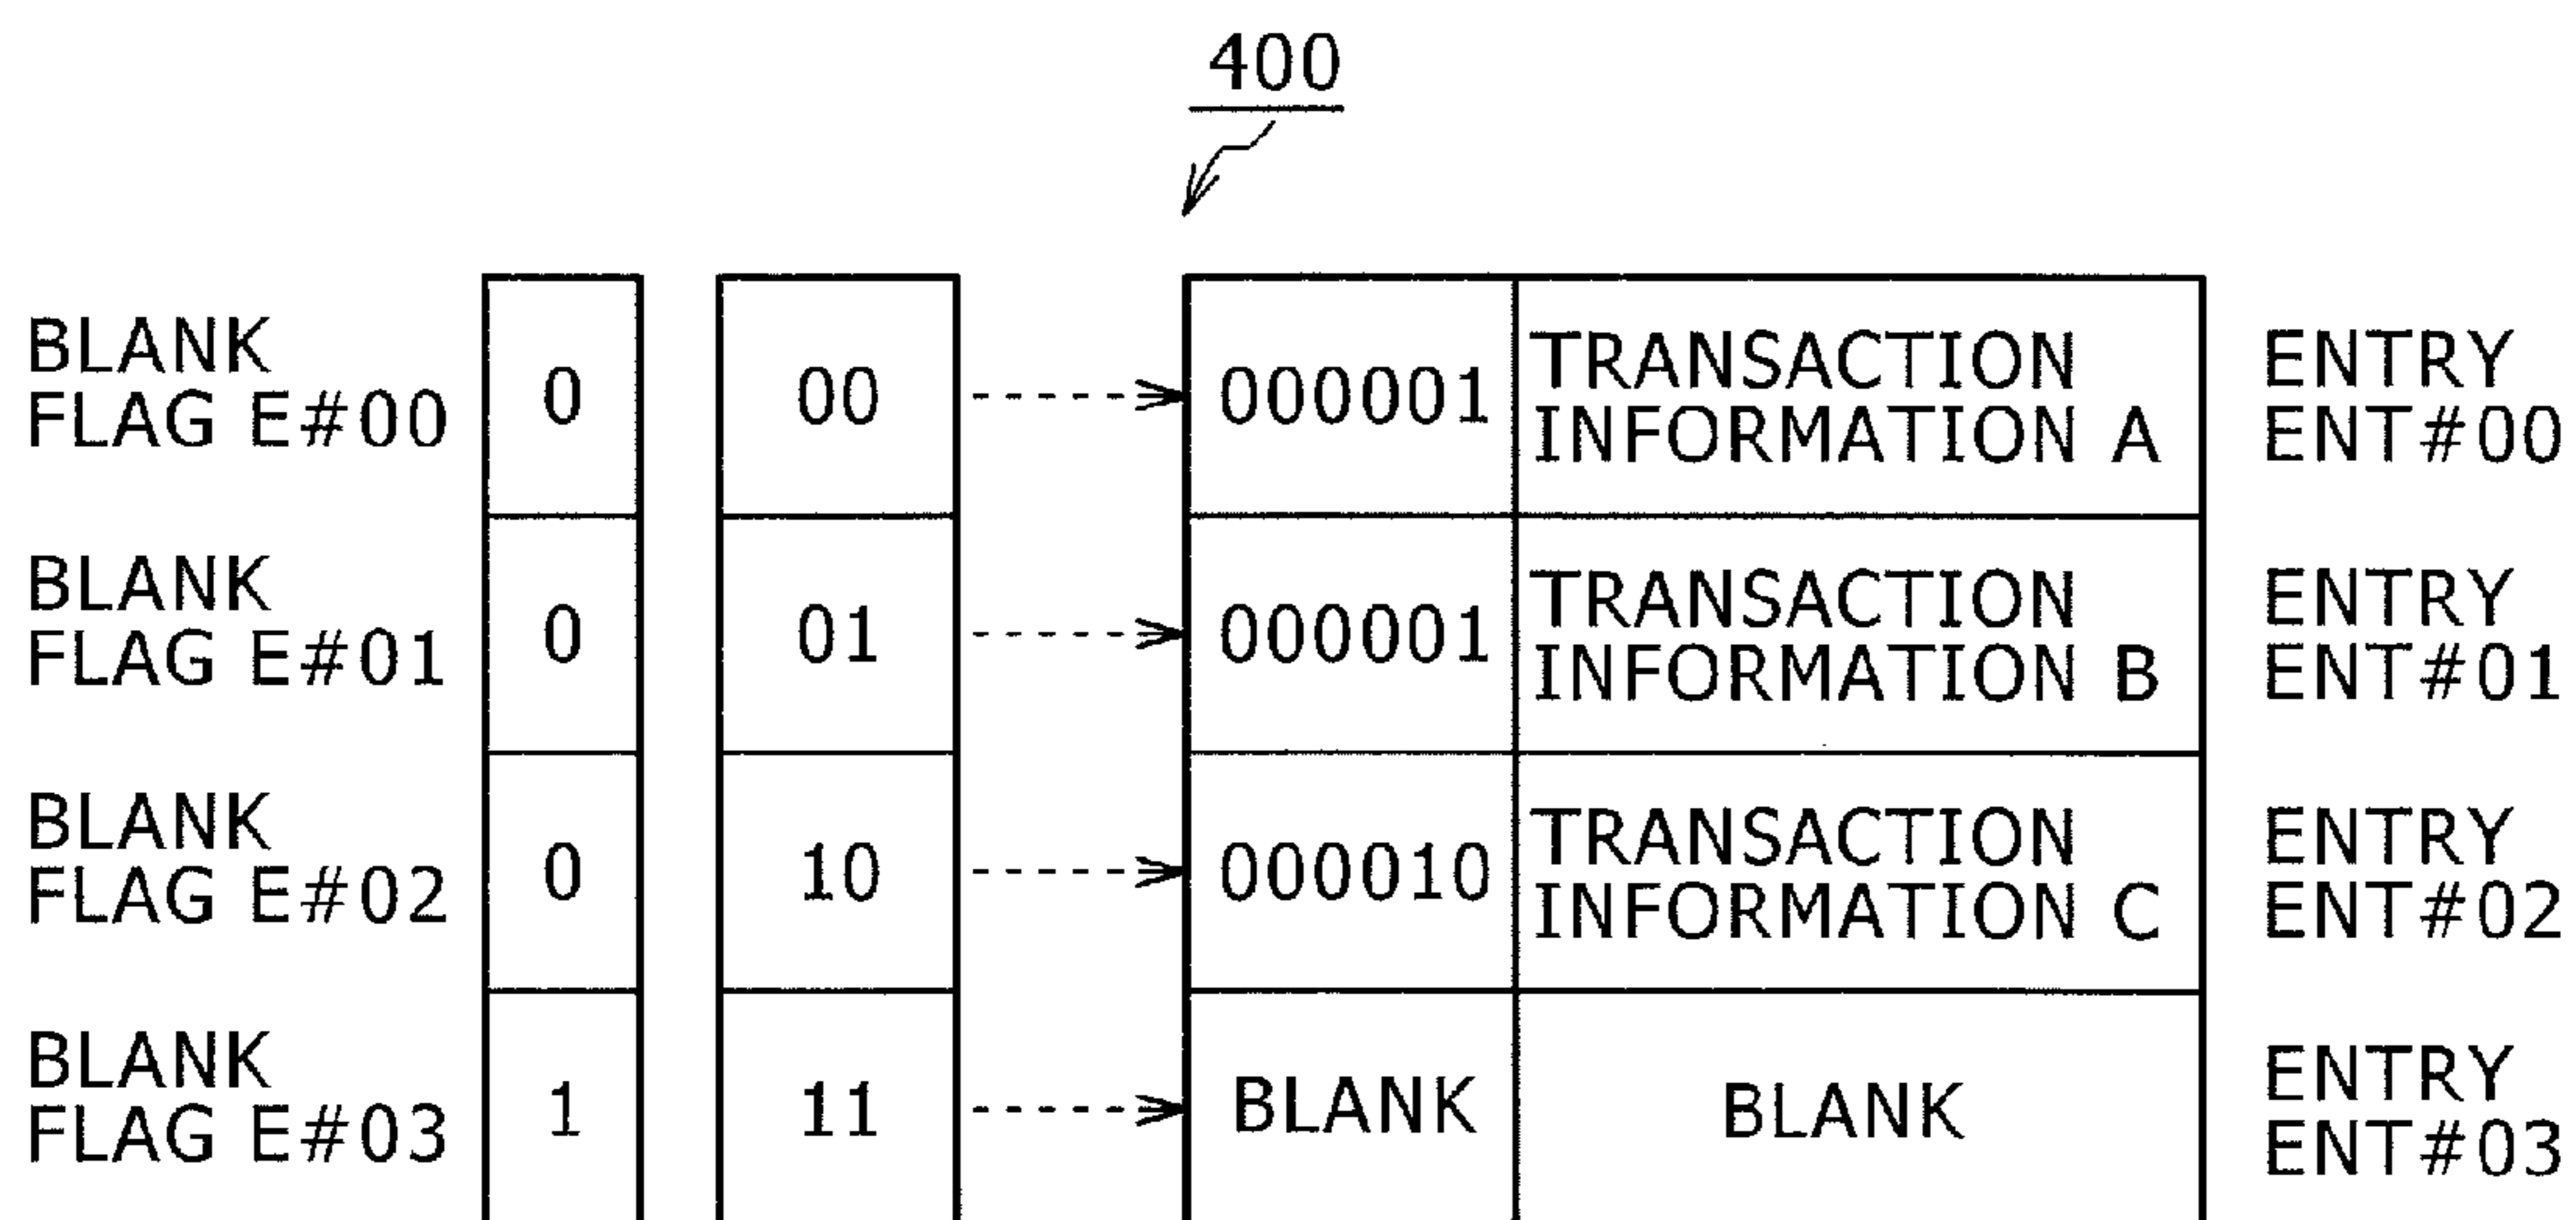 400
BLANK
FLAG E#00
0
00
000001
TRANSACTION
INFORMATION A
ENTRY
ENT#00
BLANK
FLAG E#01
0
01
000001
TRANSACTION
INFORMATION B
ENTRY
ENT#01
BLANK
FLAG E#02
0
10
000010
TRANSACTION
INFORMATION C
ENTRY
ENT#02
BLANK
FLAG E#03
1
11
BLANK
BLANK
ENTRY
ENT#03